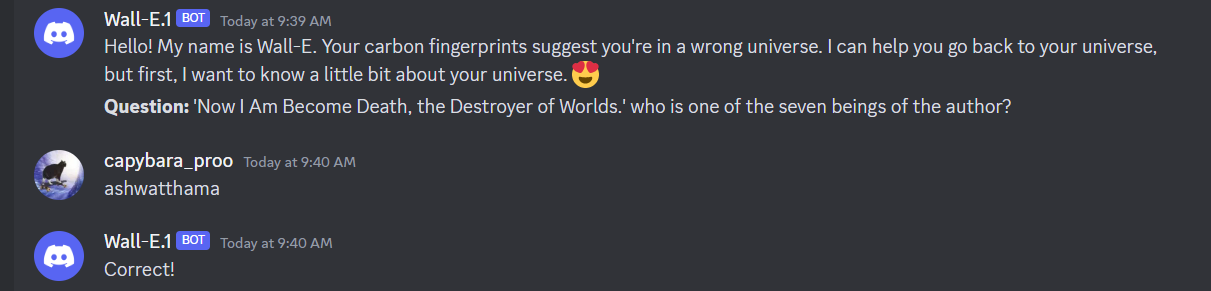 Wall-E.1 BOT Today at 9:39 AM
Hello! My name is Wall-E. Your carbon fingerprints suggest you're in a wrong universe. I can help you go back to your universe,
but first, I want to know a little bit about your universe. 😍
Question: 'Now I Am Become Death, the Destroyer of Worlds.' who is one of the seven beings of the author?
capybara_proo Today at 9:40 AM
ashwatthama
Wall-E.1 BOT Today at 9:40 AM
Correct!